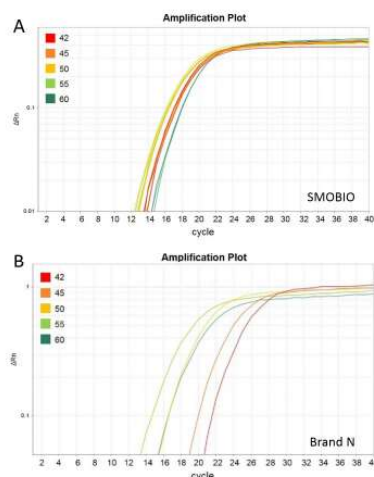 A
Amplification Plot
42
45
50
55
60
ΔRn
0.1
0.01
SMOBIO
2 4 6 8 10 12 14 16 18 20 22 24 26 28 30 32 34 36 38 40
cycle
B
Amplification Plot
42
45
50
55
60
ΔRn
1
0.1
Brand N
2 4 6 8 10 12 14 16 18 20 22 24 26 28 30 32 34 36 38 40
cycle